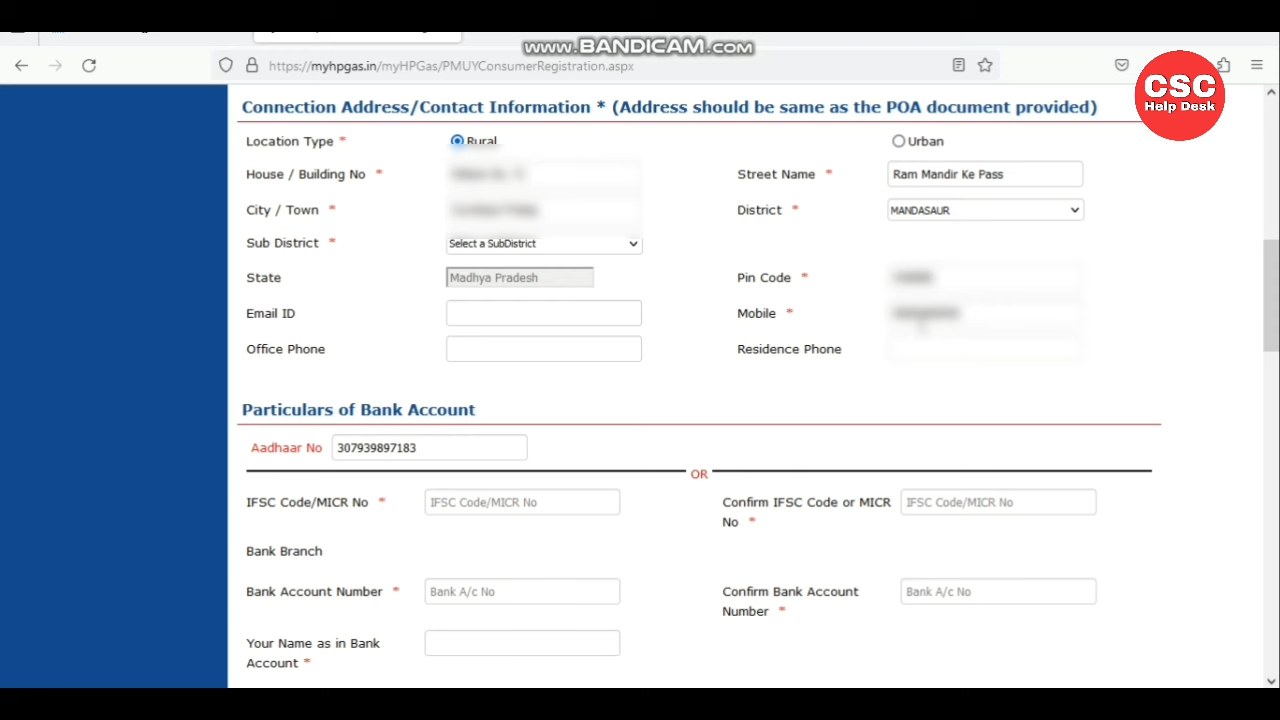 www.BANDICAM.com
https://myhpgas.in/myHPGas/PMUYConsumerRegistration.aspx
CSC
Help Desk
Connection Address/Contact Information * (Address should be same as the POA document provided)
Location Type * Rural Urban
House / Building No * Street Name * Ram Mandir Ke Pass
City / Town * District * MANDASAUR
Sub District * Select a SubDistrict
State Madhya Pradesh Pin Code *
Email ID Mobile *
Office Phone Residence Phone
Particulars of Bank Account
Aadhaar No 307939897183
OR
IFSC Code/MICR No * IFSC Code/MICR No Confirm IFSC Code or MICR No * IFSC Code/MICR No
Bank Branch
Bank Account Number * Bank A/c No Confirm Bank Account Number * Bank A/c No
Your Name as in Bank
Account *